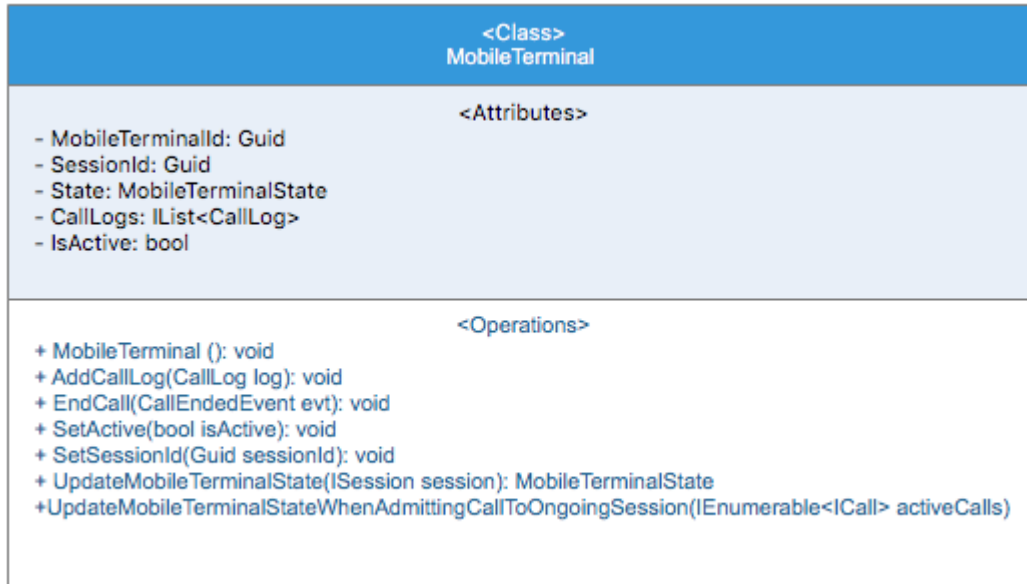 <Class>
MobileTerminal
<Attributes>
- MobileTerminalId: Guid
- SessionId: Guid
- State: MobileTerminalState
- CallLogs: IList<CallLog>
- IsActive: bool
<Operations>
+ MobileTerminal (): void
+ AddCallLog(CallLog log): void
+ EndCall(CallEndedEvent evt): void
+ SetActive(bool isActive): void
+ SetSessionId(Guid sessionId): void
+ UpdateMobileTerminalState(ISession session): MobileTerminalState
+UpdateMobileTerminalStateWhenAdmittingCallToOngoingSession(IEnumerable<ICall> activeCalls)